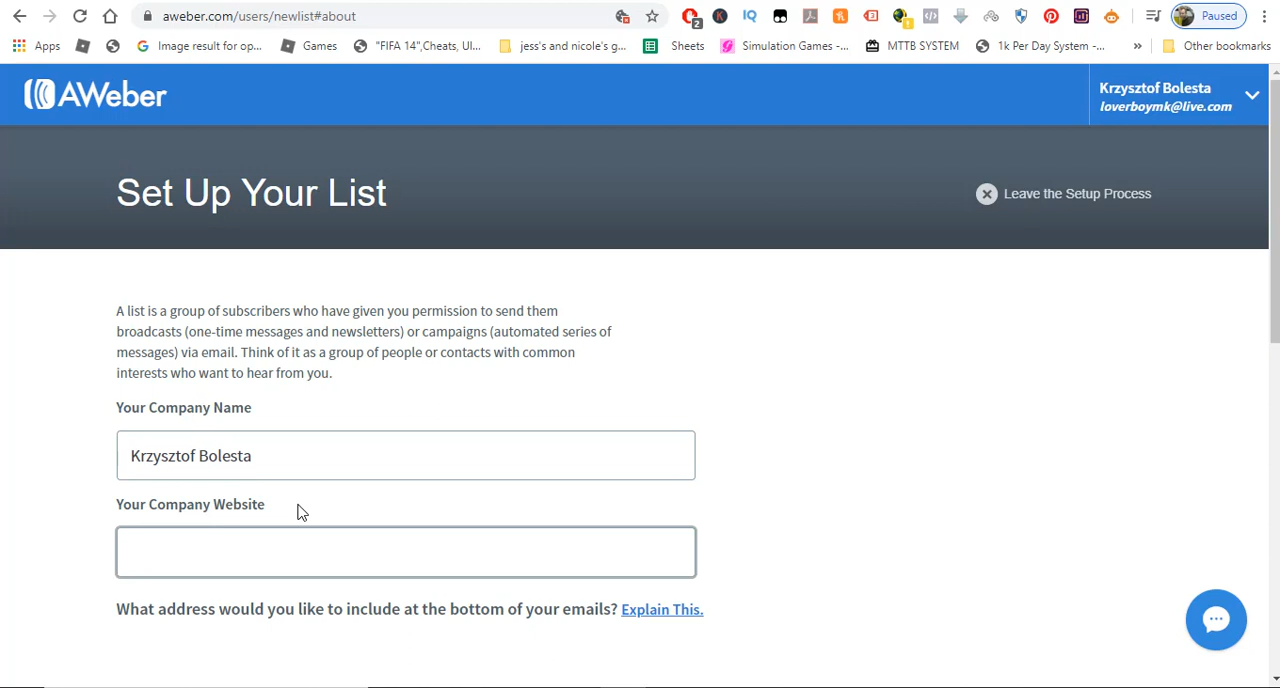 aweber.com/users/newlist#about
Paused
Apps
Image result for op...
Games
"FIFA 14",Cheats, Ul...
jess's and nicole's g...
Sheets
Simulation Games -...
MTTB SYSTEM
1k Per Day System -...
»
Other bookmarks
AWeber
Krzysztof Bolesta
loverboymk@live.com
Set Up Your List
Leave the Setup Process
A list is a group of subscribers who have given you permission to send them
broadcasts (one-time messages and newsletters) or campaigns (automated series of
messages) via email. Think of it as a group of people or contacts with common
interests who want to hear from you.
Your Company Name
Krzysztof Bolesta
Your Company Website
What address would you like to include at the bottom of your emails? Explain This.